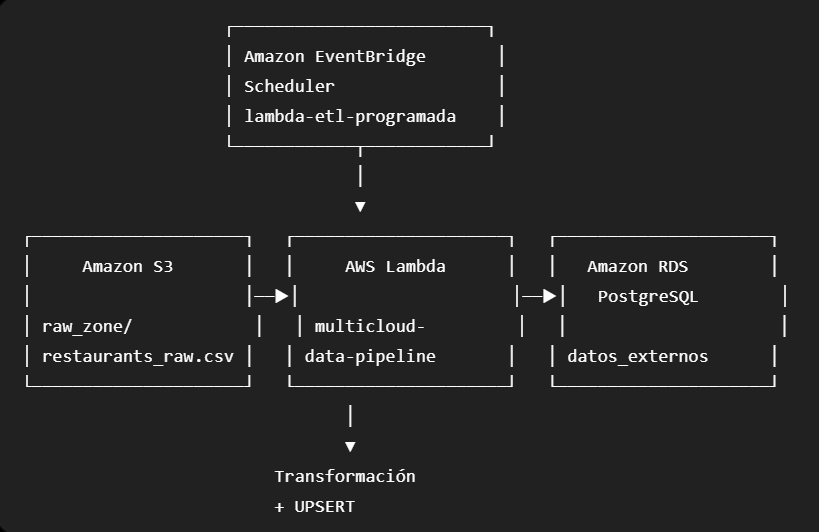 Amazon EventBridge
Scheduler
lambda-etl-programada
Amazon S3
raw_zone/
restaurants_raw.csv
AWS Lambda
multicloud-
data-pipeline
Amazon RDS
PostgreSQL
datos_externos
Transformación
+ UPSERT